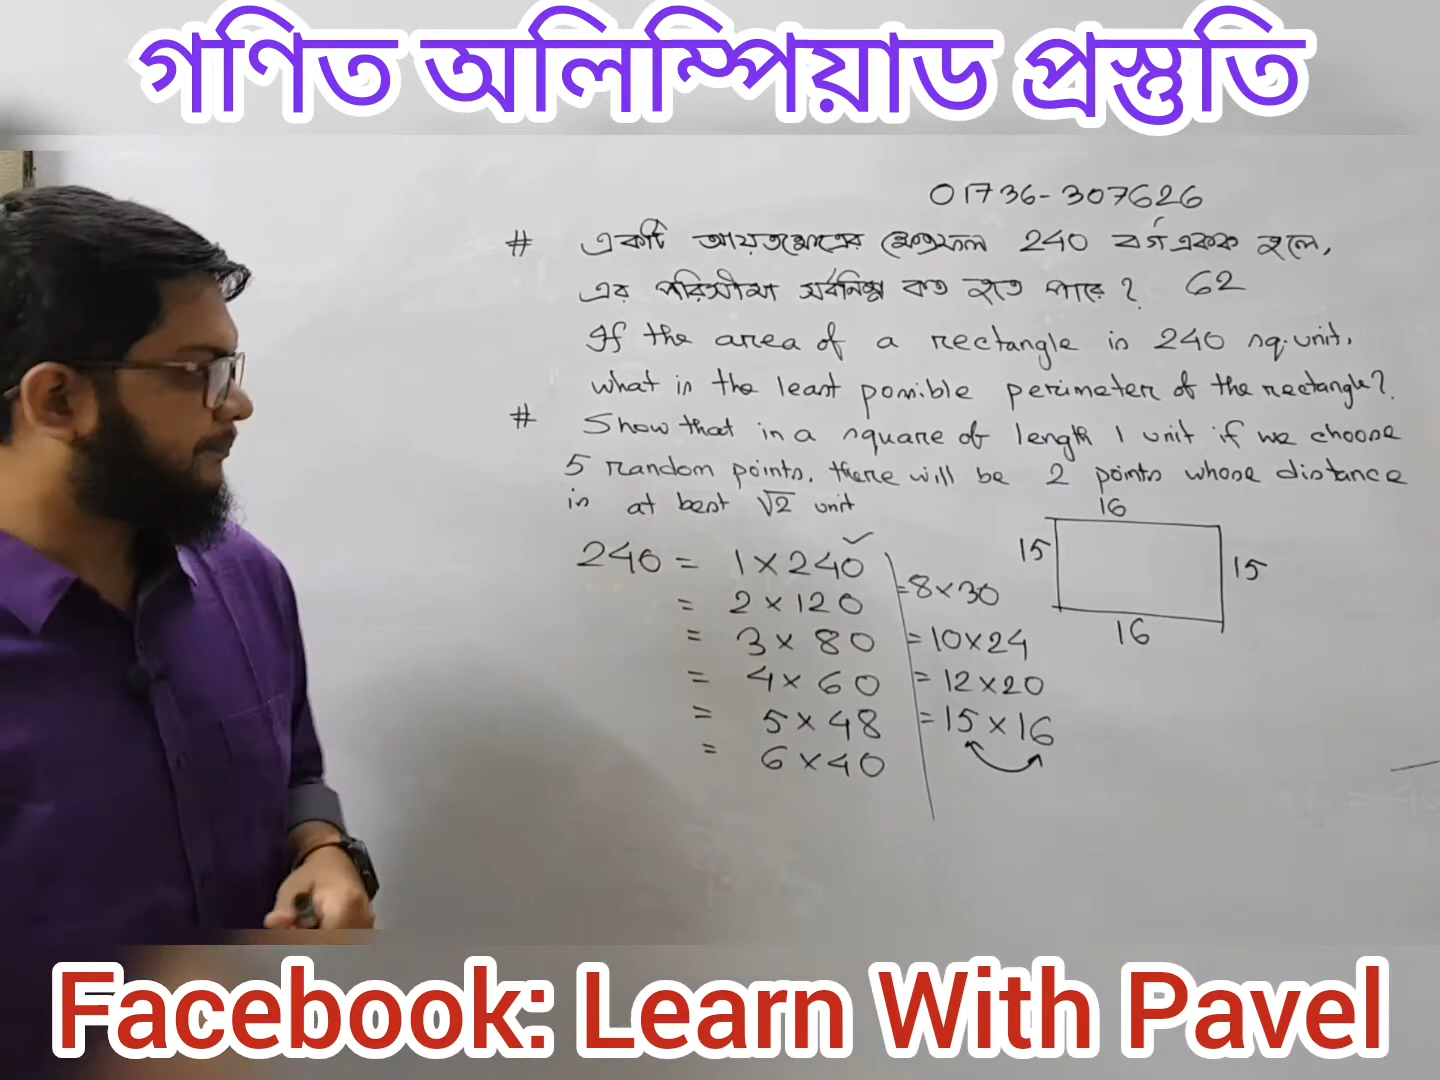 গণিত অলিম্পিয়াড প্রস্তুতি
01736-307626
# একটি আয়তক্ষেত্রের ক্ষেত্রফল 240 বর্গ একক হলে,
এর পরিসীমা সর্বনিম্ন কত হতে পারে? 62
If the area of a rectangle is 240 sq.unit,
what is the least possible perimeter of the rectangle?
# Show that in a square of length 1 unit if we choose
5 random points, there will be 2 points whose distance
is at best √2 unit
16
15
15
16
240 = 1×240
= 2×120
= 3×80
= 4×60
= 5×48
= 6×40
=8×30
=10×24
=12×20
=15×16
Facebook: Learn With Pavel